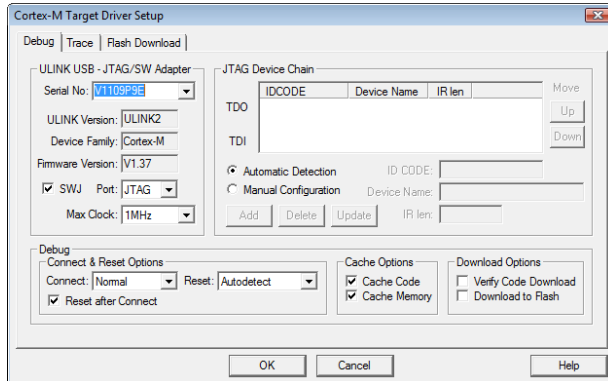 Cortex-M Target Driver Setup
Debug Trace Flash Download
ULINK USB - JTAG/SW Adapter
Serial No: V1109P9E
ULINK Version: ULINK2
Device Family: Cortex-M
Firmware Version: V1.37
SWJ Port: JTAG
Max Clock: 1MHz
JTAG Device Chain
IDCODE Device Name IR len Move
TDO Up
TDI Down
Automatic Detection ID CODE:
Manual Configuration Device Name:
Add Delete Update IR len:
Debug
Connect & Reset Options
Connect: Normal Reset: Autodetect
Reset after Connect
Cache Options
Cache Code
Cache Memory
Download Options
Verify Code Download
Download to Flash
OK Cancel Help